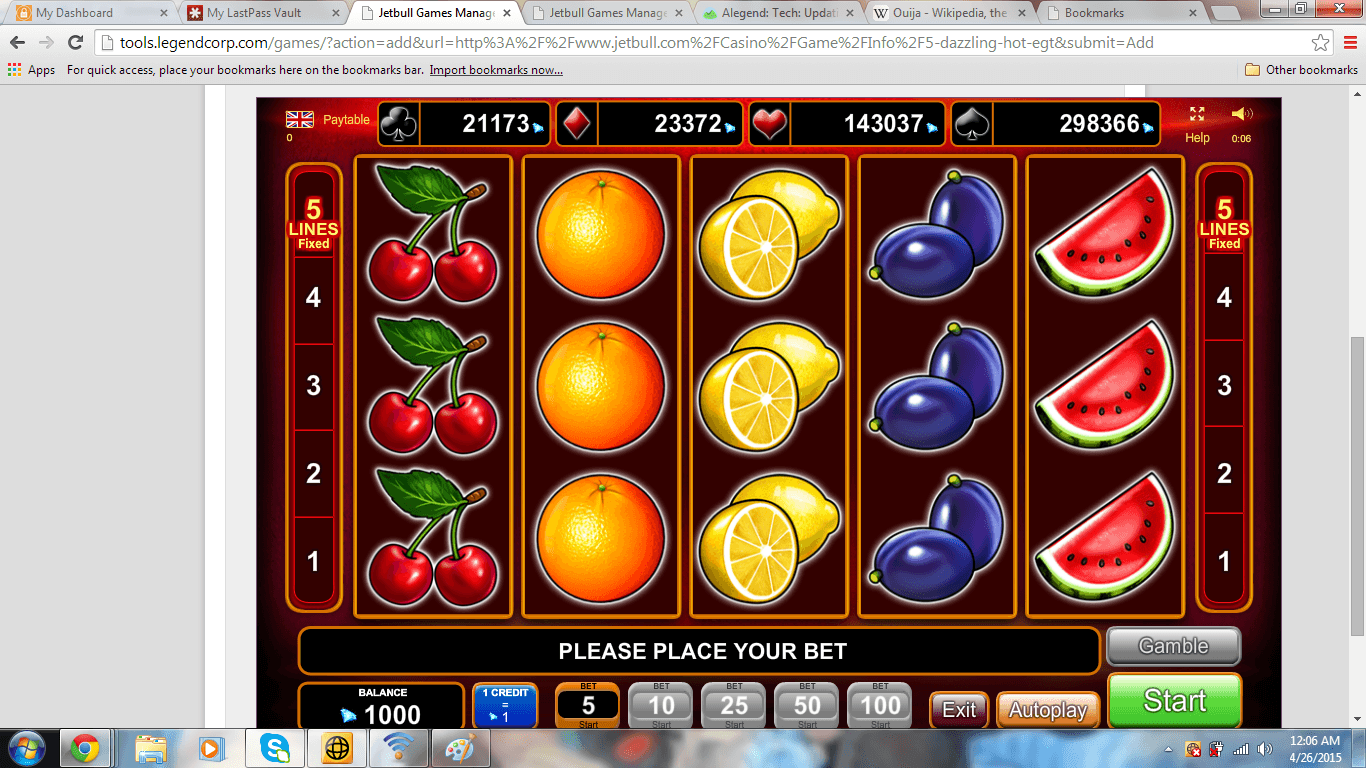 My Dashboard
My LastPass Vault
Jetbull Games Manage
Jetbull Games Manage
Alegend: Tech: Updati
Ouija - Wikipedia, the
Bookmarks
tools.legendcorp.com/games/?action=add&url=http%3A%2F%2Fwww.jetbull.com%2FCasino%2FGame%2FInfo%2F5-dazzling-hot-egt&submit=Add
Apps For quick access, place your bookmarks here on the bookmarks bar. Import bookmarks now... Other bookmarks
Paytable
0
21173
23372
143037
298366
Help
0:06
5
LINES
Fixed
4
3
2
1
5
LINES
Fixed
4
3
2
1
PLEASE PLACE YOUR BET
Gamble
BALANCE
1000
1 CREDIT
=
1
BET
5
Start
BET
10
Start
BET
25
Start
BET
50
Start
BET
100
Start
Exit
Autoplay
Start
12:06 AM
4/26/2015